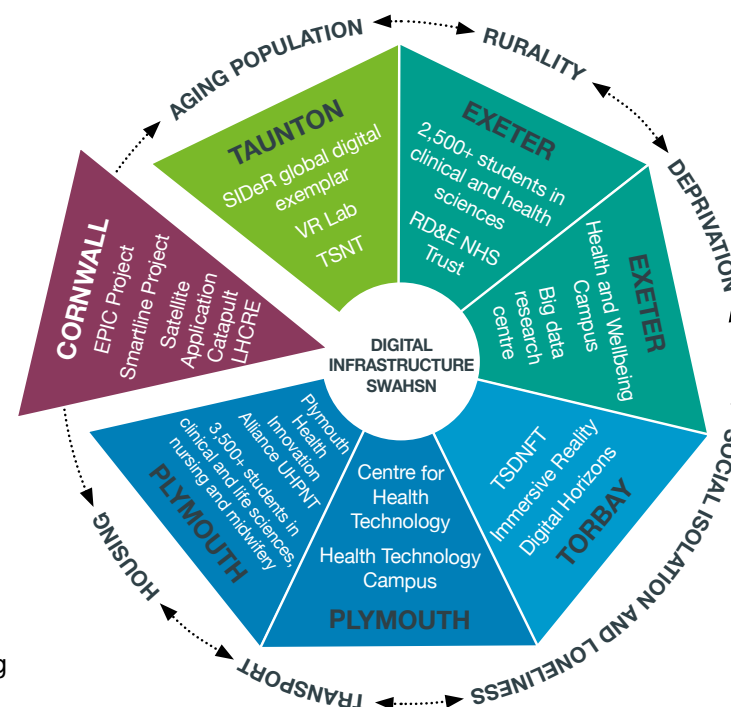 AGING POPULATION
RURALITY
DEPRIVATION
SOCIAL ISOLATION AND LONELINESS
TRANSPORT
HOUSING
TAUNTON
SIDeR global digital
exemplar
VR Lab
TSNT
EXETER
2,500+ students in
clinical and health
sciences
RD&E NHS
Trust
EXETER
Health and Wellbeing
Campus
Big data
research
centre
TORBAY
Digital Horizons
Immersive Reality
TSDNFT
Centre for
Health
Technology
Health Technology
Campus
PLYMOUTH
Plymouth
Health
Innovation
Alliance UHPNT
3,500+ students in
clinical and life sciences,
nursing and midwifery
PLYMOUTH
CORNWALL
EPIC Project
Smartline Project
Satellite
Application
Catapult
LHCRE
DIGITAL
INFRASTRUCTURE
SWAHSN
g